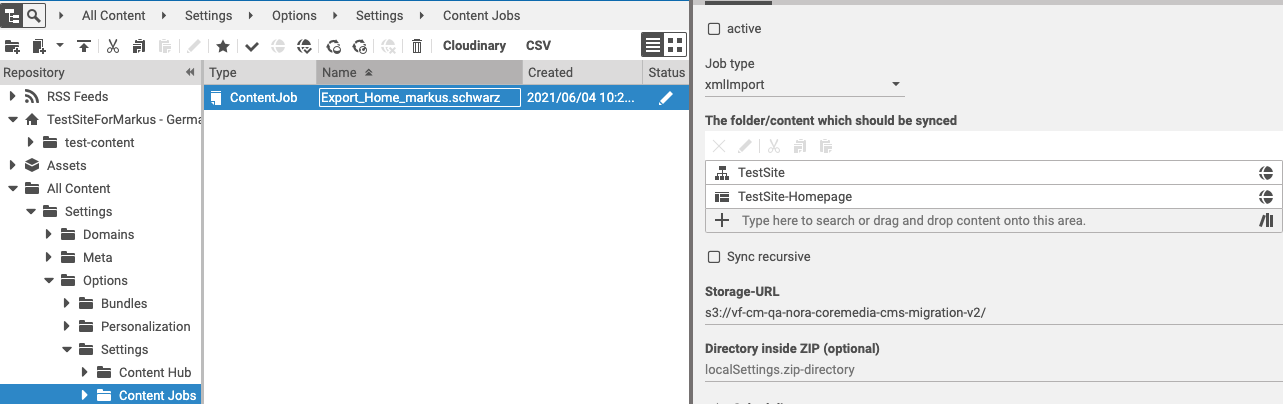 All Content Settings Options Settings Content Jobs
Cloudinary CSV
Repository
RSS Feeds
TestSiteForMarkus - Germa
test-content
Assets
All Content
Settings
Domains
Meta
Options
Bundles
Personalization
Settings
Content Hub
Content Jobs
Type Name Created Status
ContentJob Export_Home_markus.schwarz 2021/06/04 10:2...
active
Job type
xmlImport
The folder/content which should be synced
TestSite
TestSite-Homepage
Type here to search or drag and drop content onto this area.
Sync recursive
Storage-URL
s3://vf-cm-qa-nora-coremedia-cms-migration-v2/
Directory inside ZIP (optional)
localSettings.zip-directory